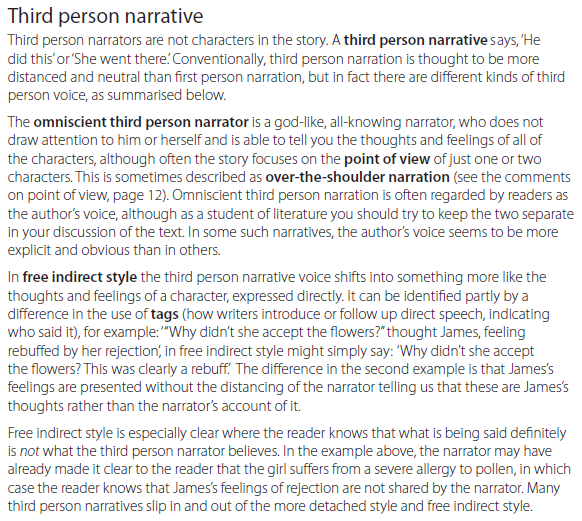 Third person narrative
Third person narrators are not characters in the story. A third person narrative says, ‘He
did this’ or ‘She went there.’ Conventionally, third person narration is thought to be more
distanced and neutral than first person narration, but in fact there are different kinds of third
person voice, as summarised below.
The omniscient third person narrator is a god-like, all-knowing narrator, who does not
draw attention to him or herself and is able to tell you the thoughts and feelings of all of
the characters, although often the story focuses on the point of view of just one or two
characters. This is sometimes described as over-the-shoulder narration (see the comments
on point of view, page 12). Omniscient third person narration is often regarded by readers as
the author’s voice, although as a student of literature you should try to keep the two separate
in your discussion of the text. In some such narratives, the author’s voice seems to be more
explicit and obvious than in others.
In free indirect style the third person narrative voice shifts into something more like the
thoughts and feelings of a character, expressed directly. It can be identified partly by a
difference in the use of tags (how writers introduce or follow up direct speech, indicating
who said it), for example: ‘“Why didn’t she accept the flowers?” thought James, feeling
rebuffed by her rejection’, in free indirect style might simply say: ‘Why didn’t she accept
the flowers? This was clearly a rebuff.’ The difference in the second example is that James’s
feelings are presented without the distancing of the narrator telling us that these are James’s
thoughts rather than the narrator’s account of it.
Free indirect style is especially clear where the reader knows that what is being said definitely
is not what the third person narrator believes. In the example above, the narrator may have
already made it clear to the reader that the girl suffers from a severe allergy to pollen, in which
case the reader knows that James’s feelings of rejection are not shared by the narrator. Many
third person narratives slip in and out of the more detached style and free indirect style.